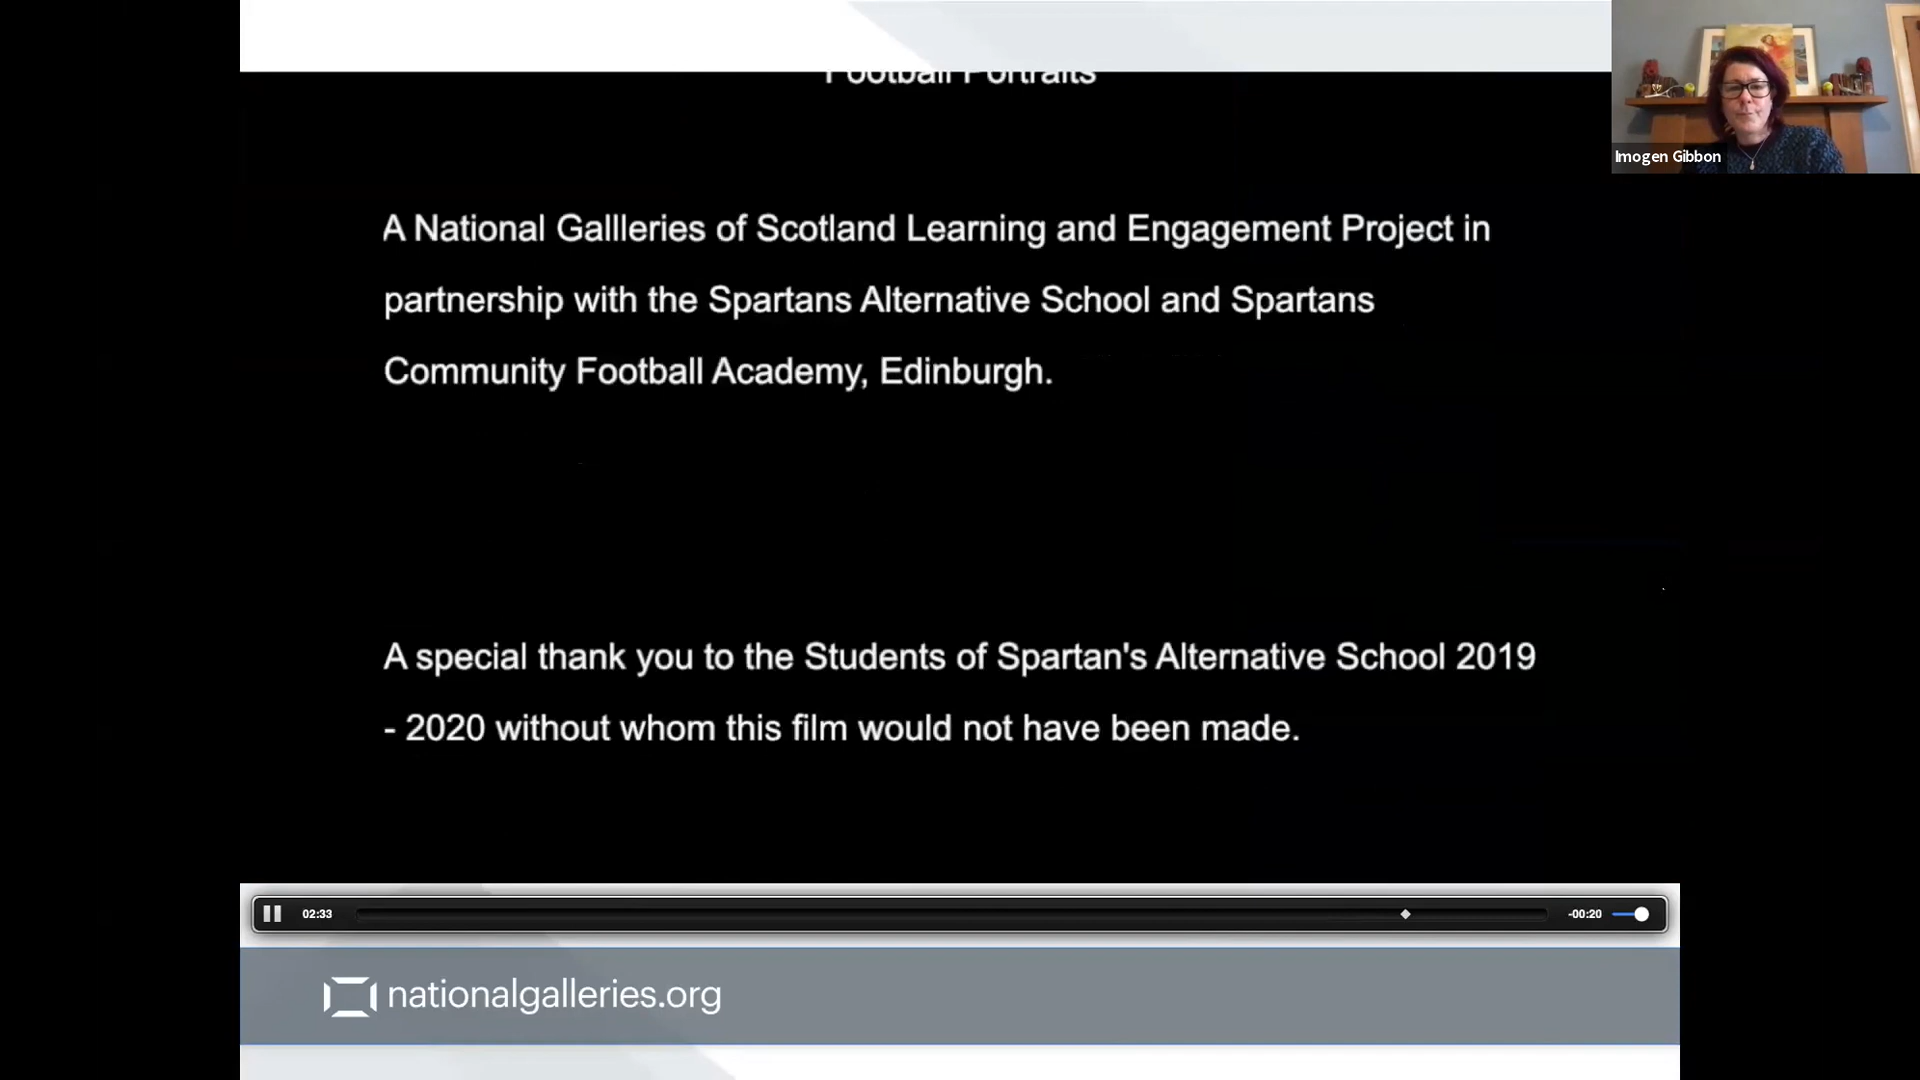 Football Portraits
Imogen Gibbon
A National Gallleries of Scotland Learning and Engagement Project in
partnership with the Spartans Alternative School and Spartans
Community Football Academy, Edinburgh.
A special thank you to the Students of Spartan's Alternative School 2019
- 2020 without whom this film would not have been made.
02:33
-00:20
nationalgalleries.org